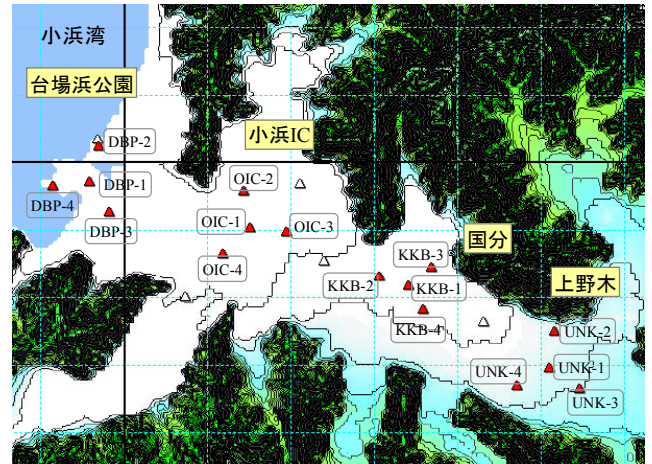 小浜湾
台場浜公園
小浜IC
DBP-2
DBP-1
OIC-2
DBP-4
DBP-3
OIC-1
OIC-3
国分
OIC-4
KKB-3
KKB-2
KKB-1
上野木
KKB-4
UNK-2
UNK-4
UNK-1
UNK-3